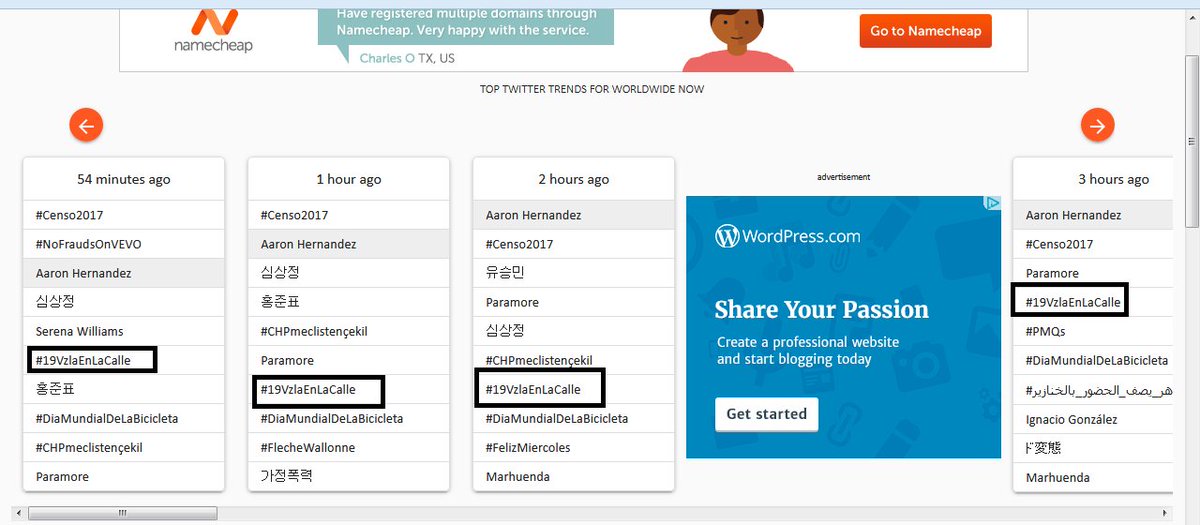 Have registered multiple domains through
Namecheap. Very happy with the service.
namecheap
Charles O TX, US
Go to Namecheap
TOP TWITTER TRENDS FOR WORLDWIDE NOW
54 minutes ago
#Censo2017
#NoFraudsOnVEVO
Aaron Hernandez
심상정
Serena Williams
#19VzlaEnLaCalle
홍준표
#DiaMundialDeLaBicicleta
#CHPmeclistençekil
Paramore
1 hour ago
#Censo2017
Aaron Hernandez
심상정
홍준표
#CHPmeclistençekil
Paramore
#19VzlaEnLaCalle
#DiaMundialDeLaBicicleta
#FlecheWallonne
가정폭력
2 hours ago
Aaron Hernandez
#Censo2017
유승민
Paramore
심상정
#CHPmeclistençekil
#19VzlaEnLaCalle
#DiaMundialDeLaBicicleta
#FelizMiercoles
Marhuenda
advertisement
WordPress.com
Share Your Passion
Create a professional website
and start blogging today
Get started
3 hours ago
Aaron Hernandez
#Censo2017
Paramore
#19VzlaEnLaCalle
#PMQs
#DiaMundialDeLaBicicleta
#هر_يصف_الحضور_بالخنازير
Ignacio González
ド変態
Marhuenda